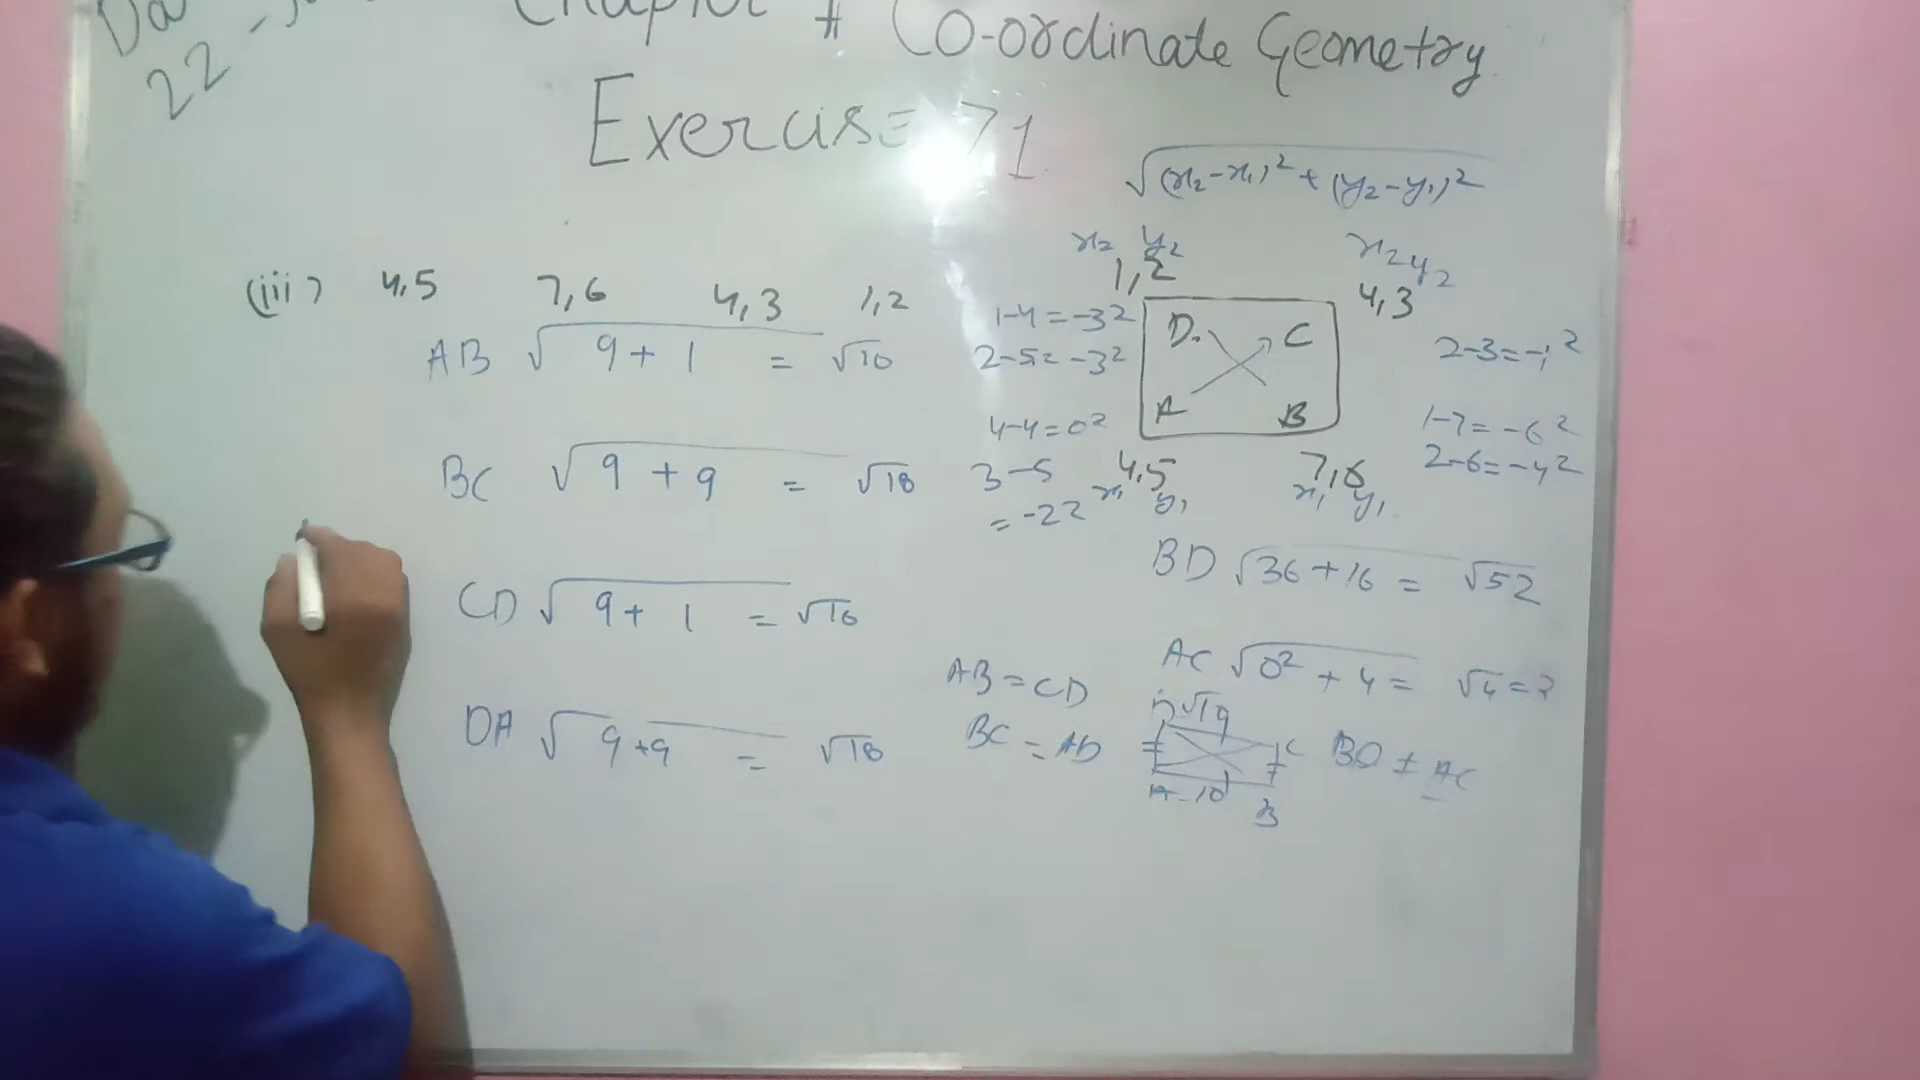 22
Co-ordinate Geometry
Exercise 7 1
√(x₂-x₁)² + (y₂-y₁)²
(iii) 4,5 7,6 4,3 1,2
AB √9 + 1 = √10
BC √9 + 9 = √18
CD √9 + 1 = √10
DA √9 + 9 = √18
x₂ y₂
1,2
x₂ y₂
4,3
1-4 = -3²
2-5 = -3²
D C
A B
2-3 = -1²
4-4 = 0²
3-5
= -2²
4,5
x₁ y₁
7,6
x₁ y₁
1-7 = -6²
2-6 = -4²
BD √36 + 16 = √52
AC √0² + 4 = √4 = 2
AB = CD
BC = AD
C
A 10
B
BD ± AC